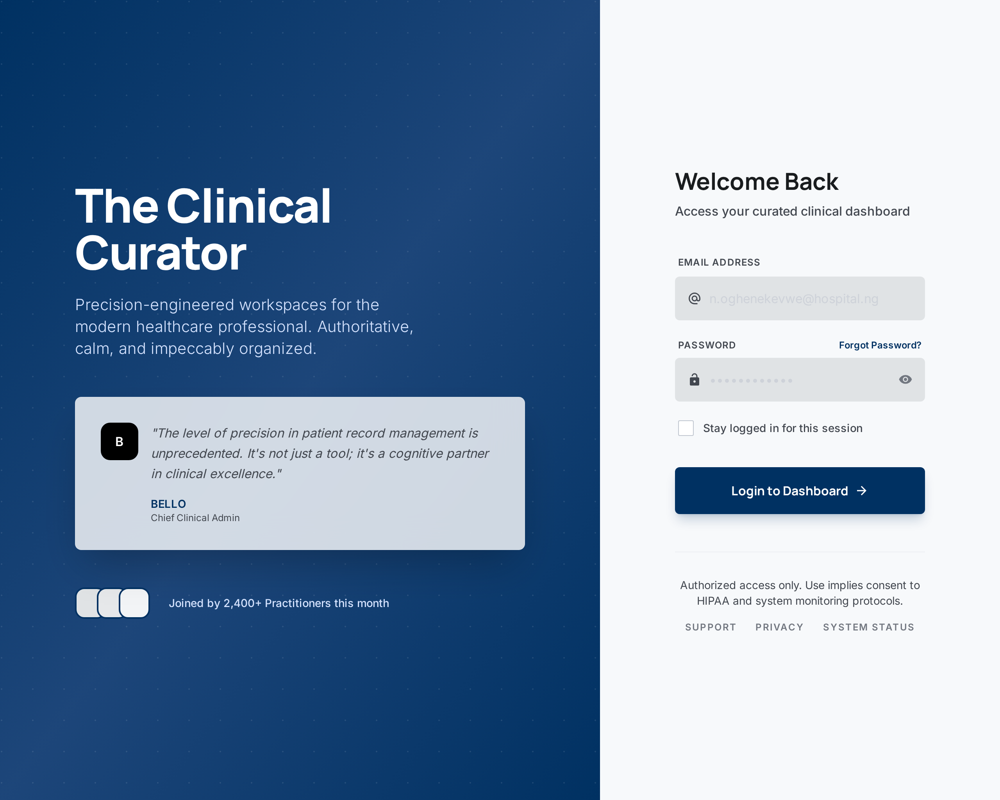 The Clinical
Curator
Precision-engineered workspaces for the
modern healthcare professional. Authoritative,
calm, and impeccably organized.
B
"The level of precision in patient record management is
unprecedented. It's not just a tool; it's a cognitive partner
in clinical excellence."
BELLO
Chief Clinical Admin
Joined by 2,400+ Practitioners this month
Welcome Back
Access your curated clinical dashboard
EMAIL ADDRESS
n.oghenekevwe@hospital.ng
PASSWORD
Forgot Password?
••••••••••••
Stay logged in for this session
Login to Dashboard →
Authorized access only. Use implies consent to
HIPAA and system monitoring protocols.
SUPPORT PRIVACY SYSTEM STATUS